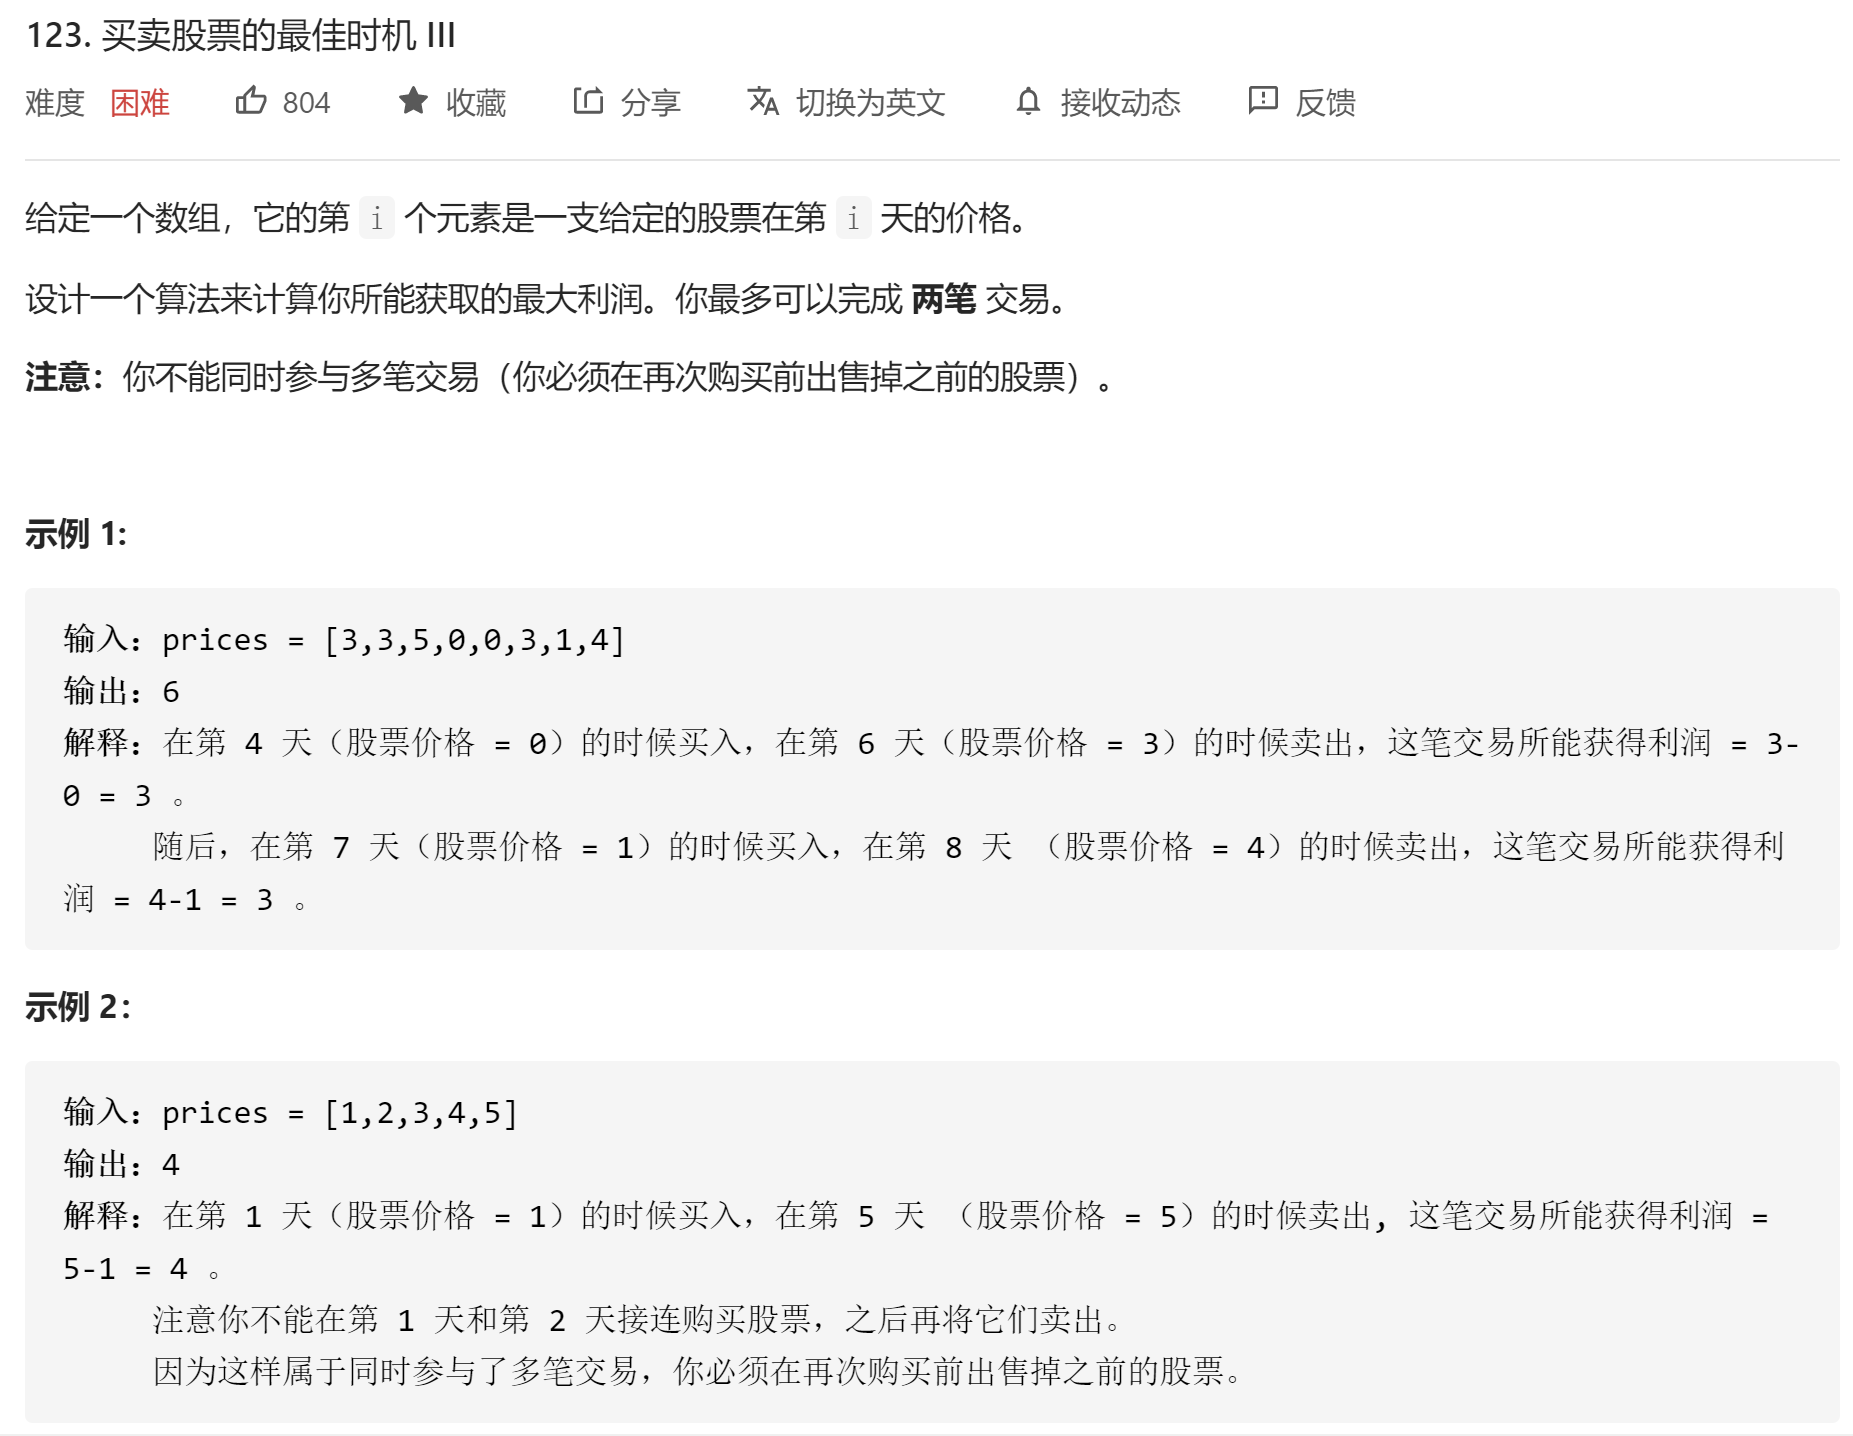 123. 买卖股票的最佳时机 III
难度 困难 804 收藏 分享 切换为英文 接收动态 反馈
给定一个数组，它的第 i 个元素是一支给定的股票在第 i 天的价格。
设计一个算法来计算你所能获取的最大利润。你最多可以完成 两笔 交易。
注意：你不能同时参与多笔交易（你必须在再次购买前出售掉之前的股票）。
示例 1:
输入：prices = [3,3,5,0,0,3,1,4]
输出：6
解释：在第 4 天（股票价格 = 0）的时候买入，在第 6 天（股票价格 = 3）的时候卖出，这笔交易所能获得利润 = 3-
0 = 3 。
随后，在第 7 天（股票价格 = 1）的时候买入，在第 8 天 （股票价格 = 4）的时候卖出，这笔交易所能获得利
润 = 4-1 = 3 。
示例 2：
输入：prices = [1,2,3,4,5]
输出：4
解释：在第 1 天（股票价格 = 1）的时候买入，在第 5 天 （股票价格 = 5）的时候卖出, 这笔交易所能获得利润 =
5-1 = 4 。
注意你不能在第 1 天和第 2 天接连购买股票，之后再将它们卖出。
因为这样属于同时参与了多笔交易，你必须在再次购买前出售掉之前的股票。